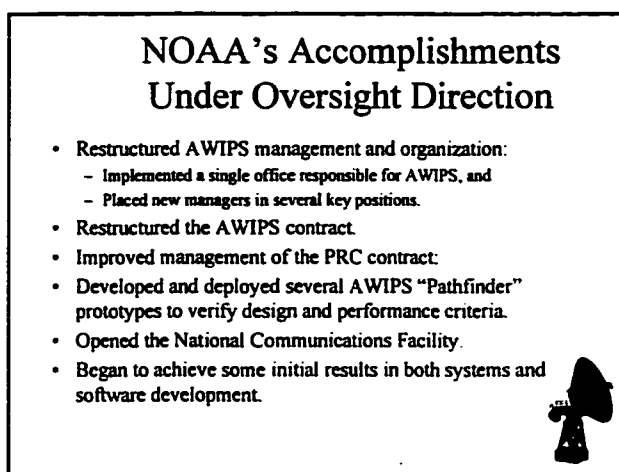 NOAA's Accomplishments
Under Oversight Direction
• Restructured AWIPS management and organization:
– Implemented a single office responsible for AWIPS, and
– Placed new managers in several key positions.
• Restructured the AWIPS contract.
• Improved management of the PRC contract:
• Developed and deployed several AWIPS “Pathfinder”
prototypes to verify design and performance criteria.
• Opened the National Communications Facility.
• Began to achieve some initial results in both systems and
software development.